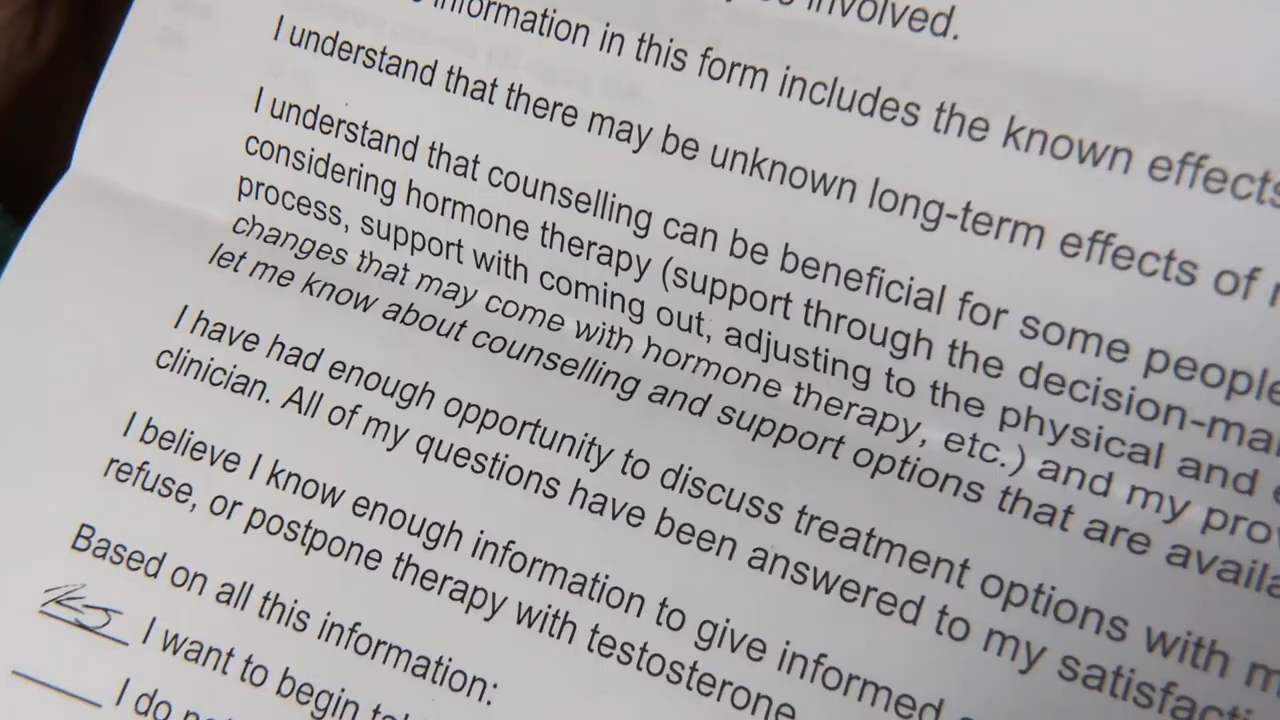 involved.
information in this form includes the known effects
I understand that there may be unknown long-term effects of
I understand that counselling can be beneficial for some people
considering hormone therapy (support through the decision-ma
process, support with coming out, adjusting to the physical and
changes that may come with hormone therapy, etc.) and my prov
let me know about counselling and support options that are availa
I have had enough opportunity to discuss treatment options with m
clinician. All of my questions have been answered to my satisfacti
I believe I know enough information to give informed
refuse, or postpone therapy with testosterone
Based on all this information:
I want to begin
I do